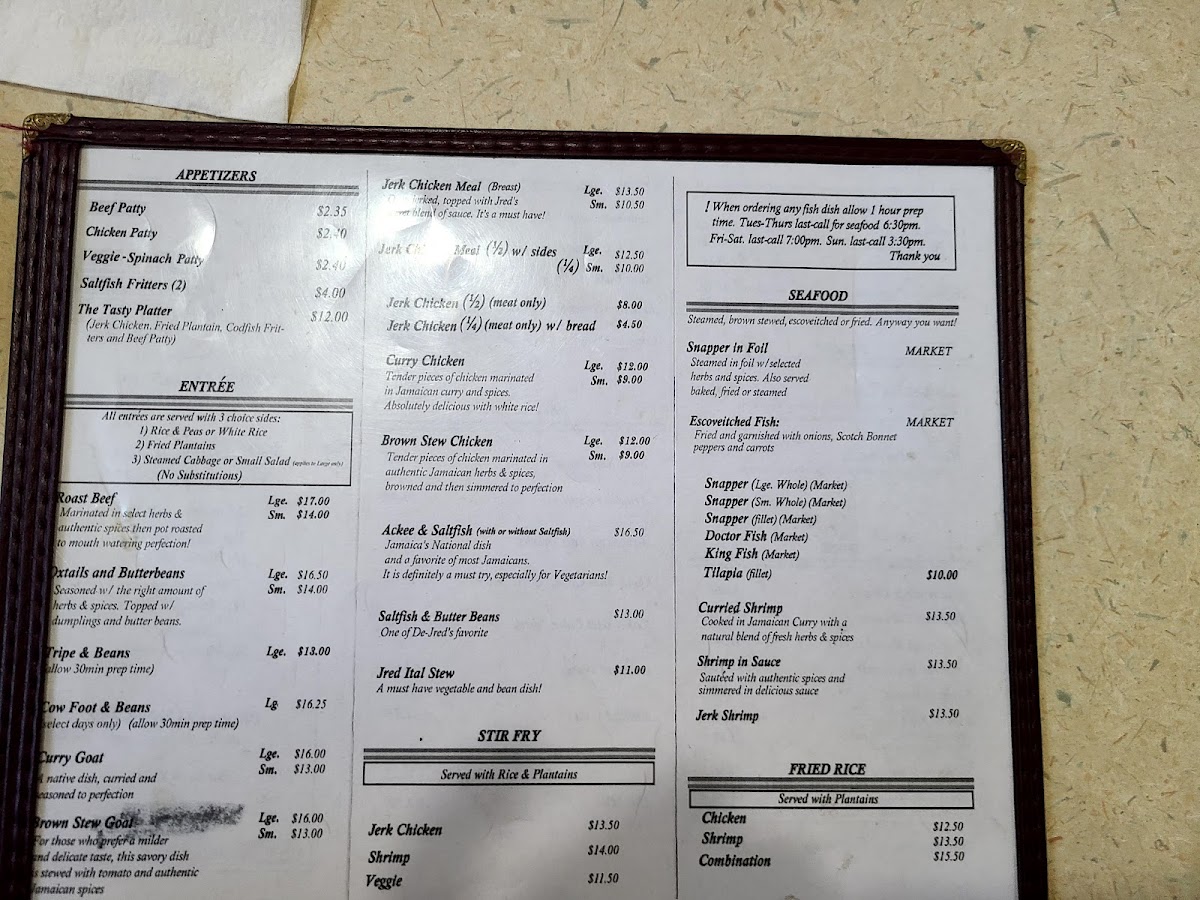 APPETIZERS
Beef Patty $2.35
Chicken Patty $2.40
Veggie-Spinach Patty $2.40
Saltfish Fritters (2) $4.00
The Tasty Platter $12.00
(Jerk Chicken, Fried Plantain, Codfish Frit-
ters and Beef Patty)
ENTRÉE
All entrées are served with 3 choice sides:
1) Rice & Peas or White Rice
2) Fried Plantains
3) Steamed Cabbage or Small Salad (applies to Large only)
(No Substitutions)
Roast Beef Lge. $17.00
Marinated in select herbs & Sm. $14.00
authentic spices then pot roasted
to mouth watering perfection!
Oxtails and Butterbeans Lge. $16.50
Seasoned w/ the right amount of Sm. $14.00
herbs & spices. Topped w/
dumplings and butter beans.
Tripe & Beans Lge. $13.00
allow 30min prep time)
Cow Foot & Beans Lg $16.25
select days only) (allow 30min prep time)
Curry Goat Lge. $16.00
Sm. $13.00
A native dish, curried and
seasoned to perfection
Brown Stew Goat Lge. $16.00
Sm. $13.00
For those who prefer a milder
and delicate taste, this savory dish
is stewed with tomato and authentic
Jamaican spices
Jerk Chicken Meal (Breast) Lge. $13.50
jerked, topped with Jred's Sm. $10.50
blend of sauce. It's a must have!
Jerk Meal (½) w/ sides Lge. $12.50
(¼) Sm. $10.00
Jerk Chicken (½) (meat only) $8.00
Jerk Chicken (¼) (meat only) w/ bread $4.50
Curry Chicken Lge. $12.00
Tender pieces of chicken marinated Sm. $9.00
in Jamaican curry and spices.
Absolutely delicious with white rice!
Brown Stew Chicken Lge. $12.00
Tender pieces of chicken marinated in Sm. $9.00
authentic Jamaican herbs & spices,
browned and then simmered to perfection
Ackee & Saltfish (with or without Saltfish) $16.50
Jamaica's National dish
and a favorite of most Jamaicans.
It is definitely a must try, especially for Vegetarians!
Saltfish & Butter Beans $13.00
One of De-Jred's favorite
Jred Ital Stew $11.00
A must have vegetable and bean dish!
STIR FRY
Served with Rice & Plantains
Jerk Chicken $13.50
Shrimp $14.00
Veggie $11.50
! When ordering any fish dish allow 1 hour prep
time. Tues-Thurs last-call for seafood 6:30pm.
Fri-Sat. last-call 7:00pm. Sun. last-call 3:30pm.
Thank you
SEAFOOD
Steamed, brown stewed, escoveitched or fried. Anyway you want!
Snapper in Foil MARKET
Steamed in foil w/selected
herbs and spices. Also served
baked, fried or steamed
Escoveitched Fish: MARKET
Fried and garnished with onions, Scotch Bonnet
peppers and carrots
Snapper (Lge. Whole) (Market)
Snapper (Sm. Whole) (Market)
Snapper (fillet) (Market)
Doctor Fish (Market)
King Fish (Market)
Tilapia (fillet) $10.00
Curried Shrimp $13.50
Cooked in Jamaican Curry with a
natural blend of fresh herbs & spices
Shrimp in Sauce $13.50
Sautéed with authentic spices and
simmered in delicious sauce
Jerk Shrimp $13.50
FRIED RICE
Served with Plantains
Chicken $12.50
Shrimp $13.50
Combination $15.50